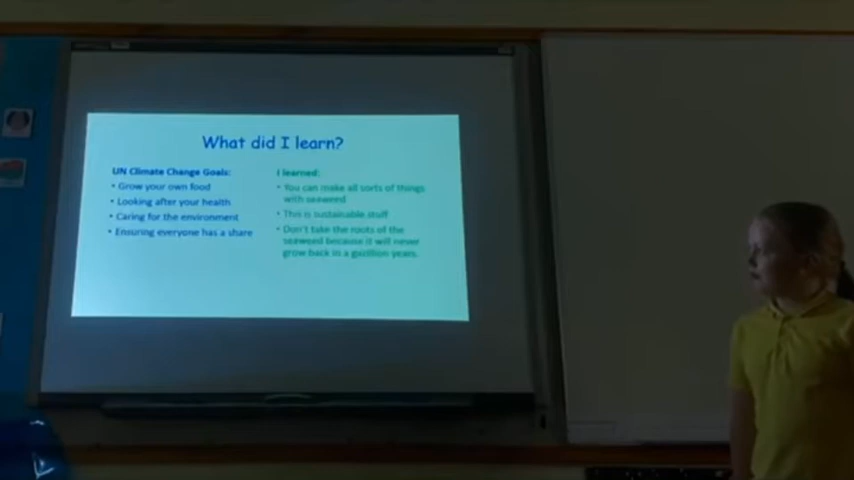 What did I learn?
UN Climate Change Goals:
• Grow your own food
• Looking after your health
• Caring for the environment
• Ensuring everyone has a share
I learned:
• You can make all sorts of things
with seaweed
• This is sustainable stuff
• Don't take the roots of the
seaweed because it will never
grow back in a gazillion years.